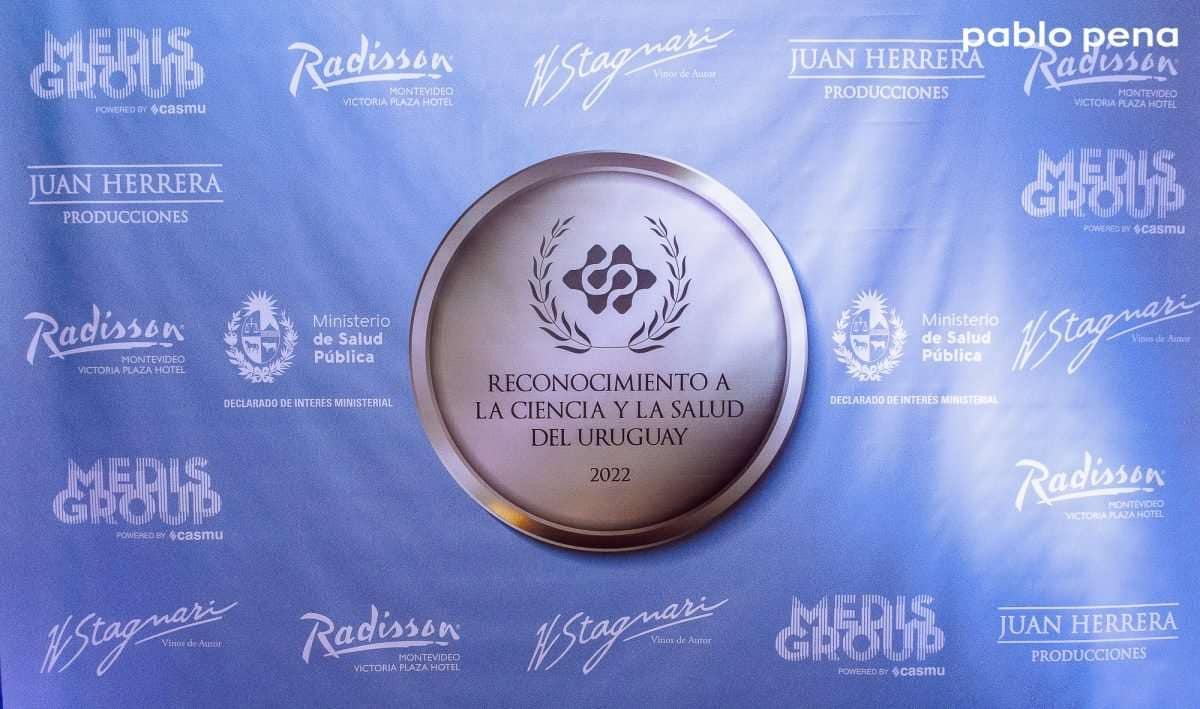 pablo pena
MEDIS
GROUP
POWERED BY casmu
Radisson
MONTEVIDEO
VICTORIA PLAZA HOTEL
H Stagnari
Vinos de Autor
JUAN HERRERA
PRODUCCIONES
Radisson
MONTEVIDEO
VICTORIA PLAZA HOTEL
JUAN HERRERA
PRODUCCIONES
MEDIS
GROUP
POWERED BY casmu
Radisson
MONTEVIDEO
VICTORIA PLAZA HOTEL
Ministerio
de Salud
Pública
DECLARADO DE INTERÉS MINISTERIAL
RECONOCIMIENTO A
LA CIENCIA Y LA SALUD
DEL URUGUAY
2022
Ministerio
de Salud
Pública
DECLARADO DE INTERÉS MINISTERIAL
H Stagnari
Vinos de Autor
MEDIS
GROUP
POWERED BY casmu
Radisson
MONTEVIDEO
VICTORIA PLAZA HOTEL
H Stagnari
Vinos de Autor
Radisson
MONTEVIDEO
VICTORIA PLAZA HOTEL
H Stagnari
Vinos de Autor
MEDIS
GROUP
POWERED BY casmu
JUAN HERRERA
PRODUCCIONES